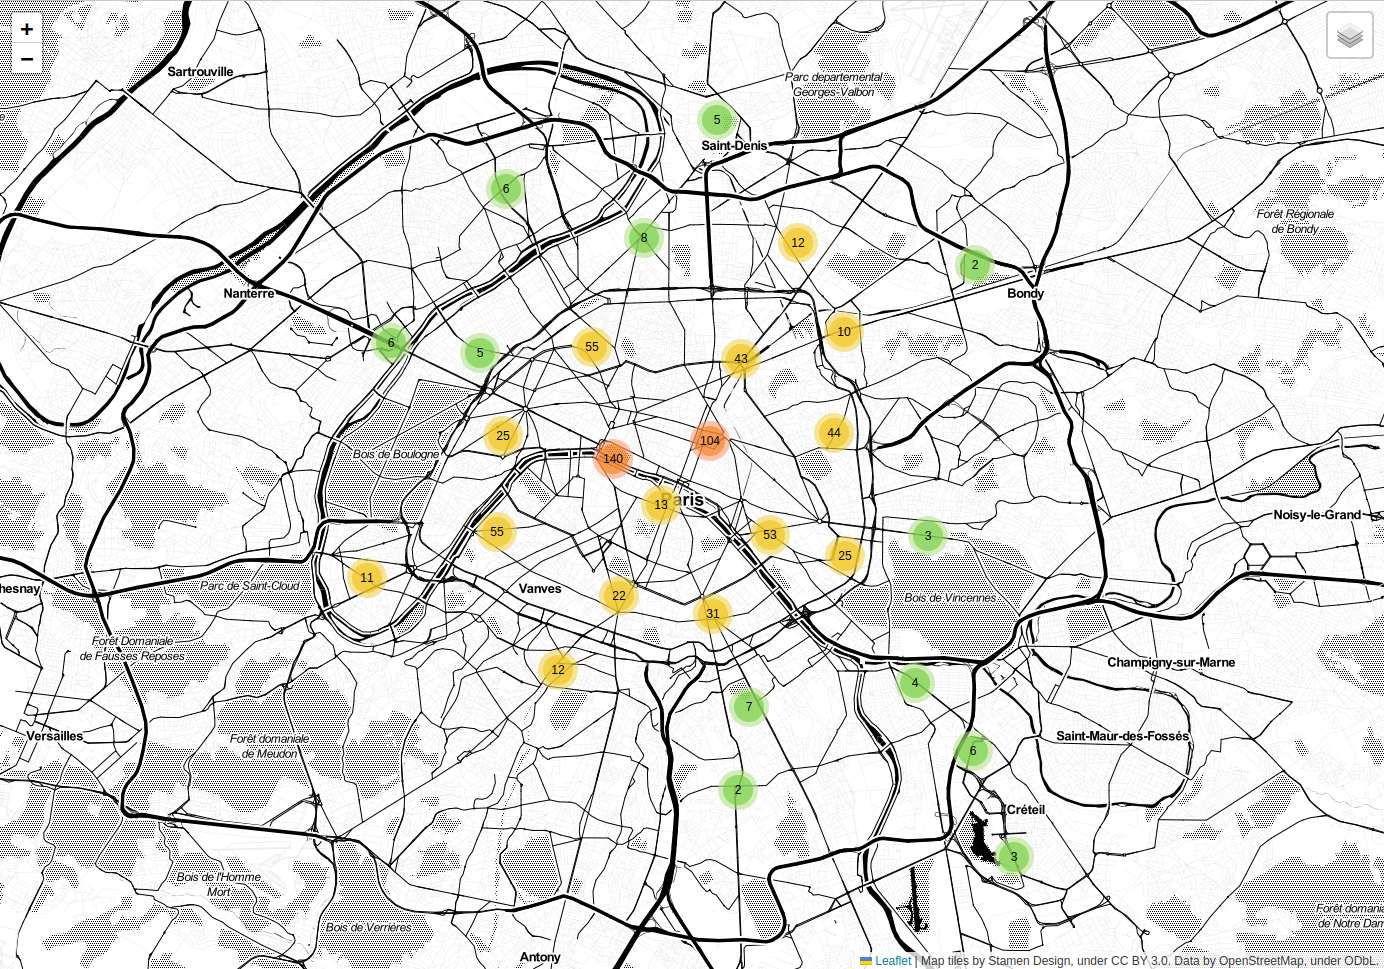 +
−
Sartrouville
Parc departemental
Georges-Valbon
5
Saint-Denis
6
Forêt Régionale
de Bondy
8
12
2
Nanterre
Bondy
10
6
5
55
43
25
44
104
Bois de Boulogne
140
Paris
13
Noisy-le-Grand
55
53
3
25
11
Parc de Saint-Cloud
hesnay
Vanves
22
Bois de Vincennes
31
Forêt Domaniale
de Fausses Reposes
12
Champigny-sur-Marne
4
7
Versailles
Forêt domaniale
de Meudon
Saint-Maur-des-Fossés
6
2
Créteil
3
Bois de l'Homme
Mort
Forêt domania
de Notre Dam
Bois de Verrières
Antony
Leaflet | Map tiles by Stamen Design, under CC BY 3.0. Data by OpenStreetMap, under ODbL.